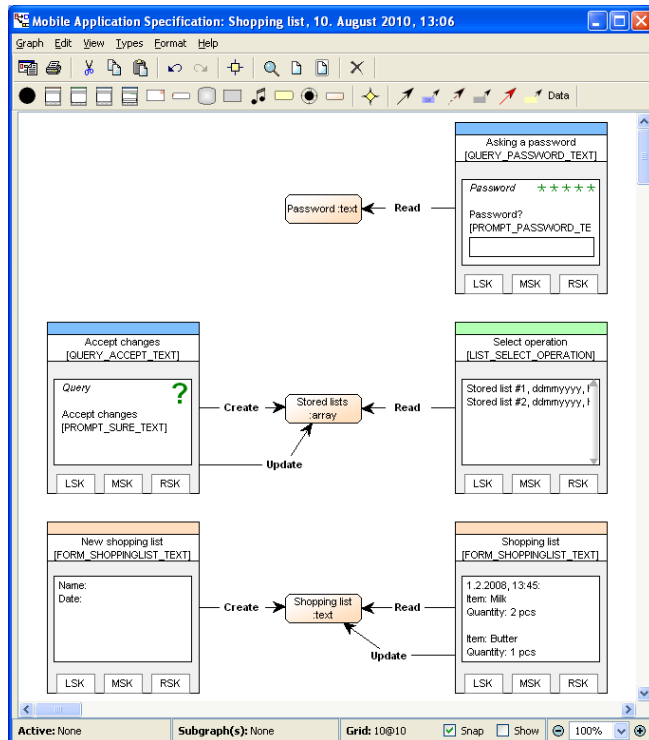 Mobile Application Specification: Shopping list, 10. August 2010, 13:06
Graph Edit View Types Format Help
Data
Asking a password
[QUERY_PASSWORD_TEXT]
Password *****
Password?
[PROMPT_PASSWORD_TE
LSK MSK RSK
Password :text
Read
Accept changes
[QUERY_ACCEPT_TEXT]
Query ?
Accept changes
[PROMPT_SURE_TEXT]
LSK MSK RSK
Create
Stored lists
:array
Read
Update
Select operation
[LIST_SELECT_OPERATION]
Stored list #1, ddmmyyyy, h
Stored list #2, ddmmyyyy, h
LSK MSK RSK
New shopping list
[FORM_SHOPPINGLIST_TEXT]
Name:
Date:
LSK MSK RSK
Create
Shopping list
:text
Read
Update
Shopping list
[FORM_SHOPPINGLIST_TEXT]
1.2.2008, 13:45:
Item: Milk
Quantity: 2 pcs
Item: Butter
Quantity: 1 pcs
LSK MSK RSK
Active: None Subgraph(s): None Grid: 10@10 Snap Show 100%